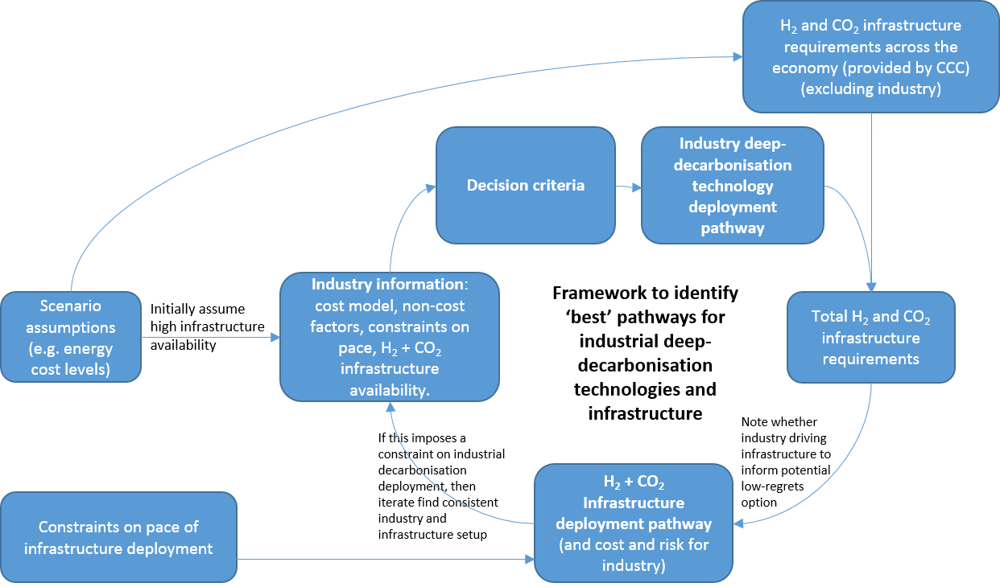 H₂ and CO₂ infrastructure
requirements across the
economy (provided by CCC)
(excluding industry)
Decision criteria
Industry deep-
decarbonisation
technology
deployment
pathway
Scenario
assumptions
(e.g. energy
cost levels)
Initially assume
high infrastructure
availability
Industry information:
cost model, non-cost
factors, constraints on
pace, H₂ + CO₂
infrastructure
availability.
Framework to identify
‘best’ pathways for
industrial deep-
decarbonisation
technologies and
infrastructure
Total H₂ and CO₂
infrastructure
requirements
Note whether
industry driving
infrastructure to
inform potential
low-regrets
option
If this imposes a
constraint on industrial
decarbonisation
deployment, then
iterate find consistent
industry and
infrastructure setup
H₂ + CO₂
Infrastructure
deployment pathway
(and cost and risk for
industry)
Constraints on pace of
infrastructure deployment